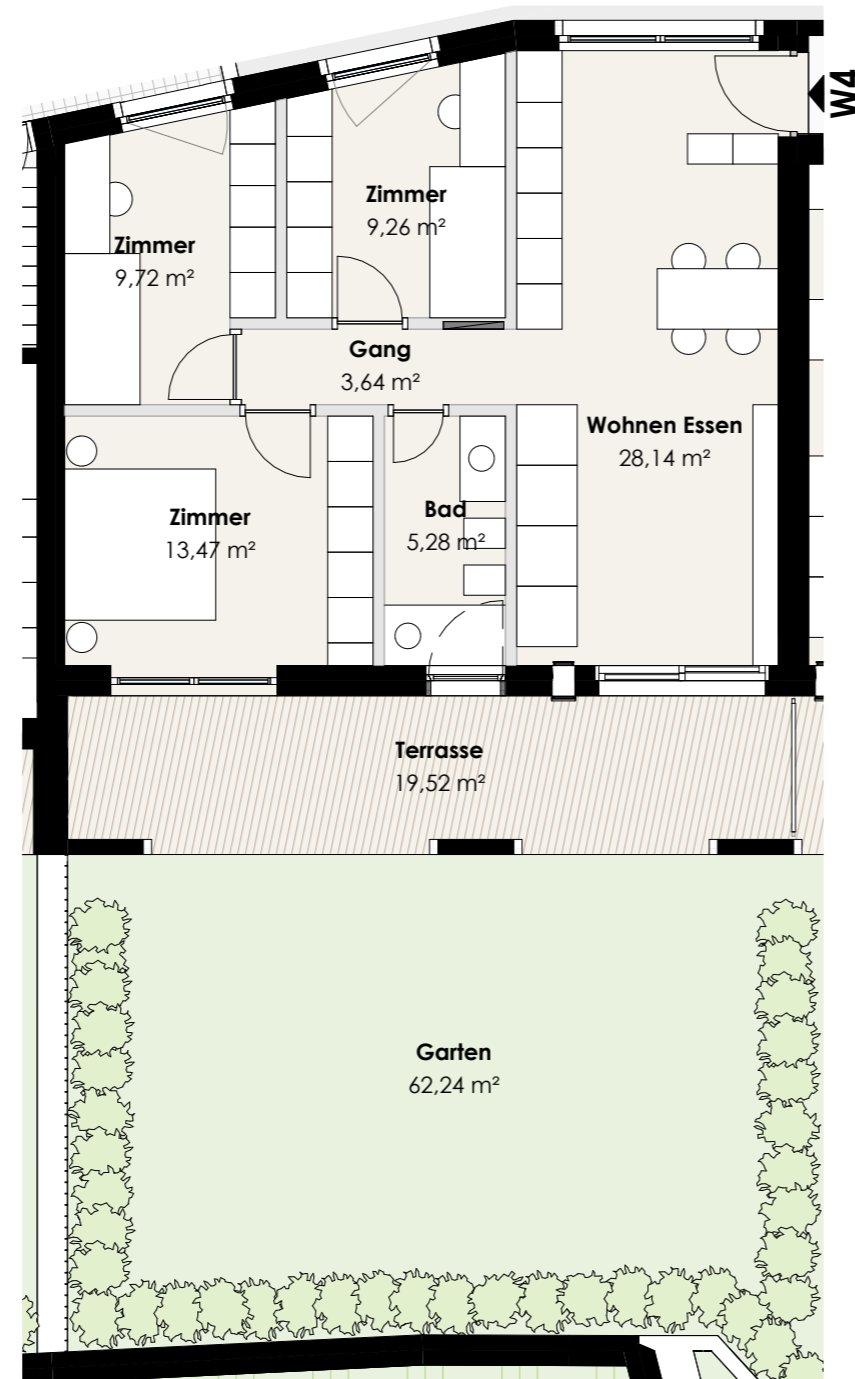 W4
Zimmer
9,26 m²
Zimmer
9,72 m²
Gang
3,64 m²
Wohnen Essen
28,14 m²
Zimmer
13,47 m²
Bad
5,28 m²
Terrasse
19,52 m²
Garten
62,24 m²